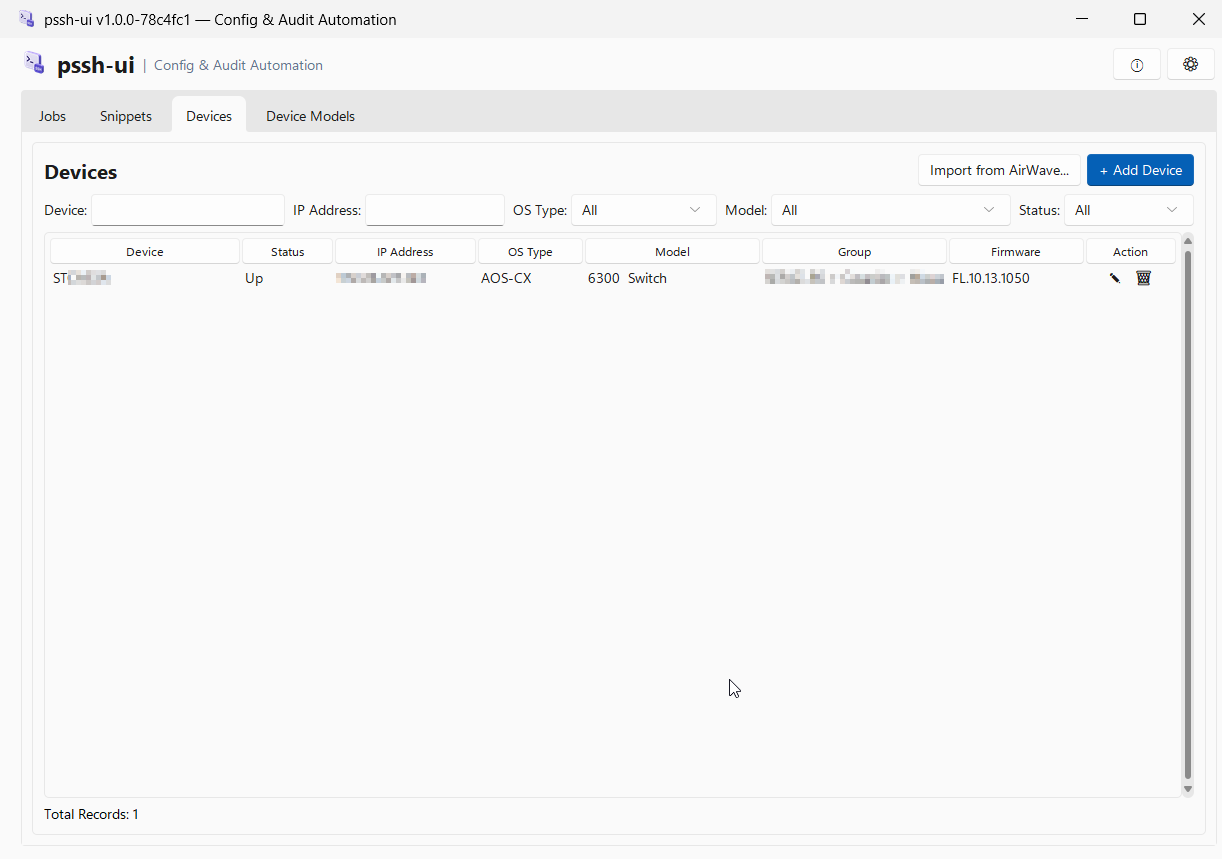 pssh-ui v1.0.0-78c4fc1 — Config & Audit Automation
pssh-ui | Config & Audit Automation
Jobs Snippets Devices Device Models
Devices Import from AirWave... + Add Device
Device: IP Address: OS Type: All Model: All Status: All
Device Status IP Address OS Type Model Group Firmware Action
Up AOS-CX 6300 Switch FL.10.13.1050
Total Records: 1